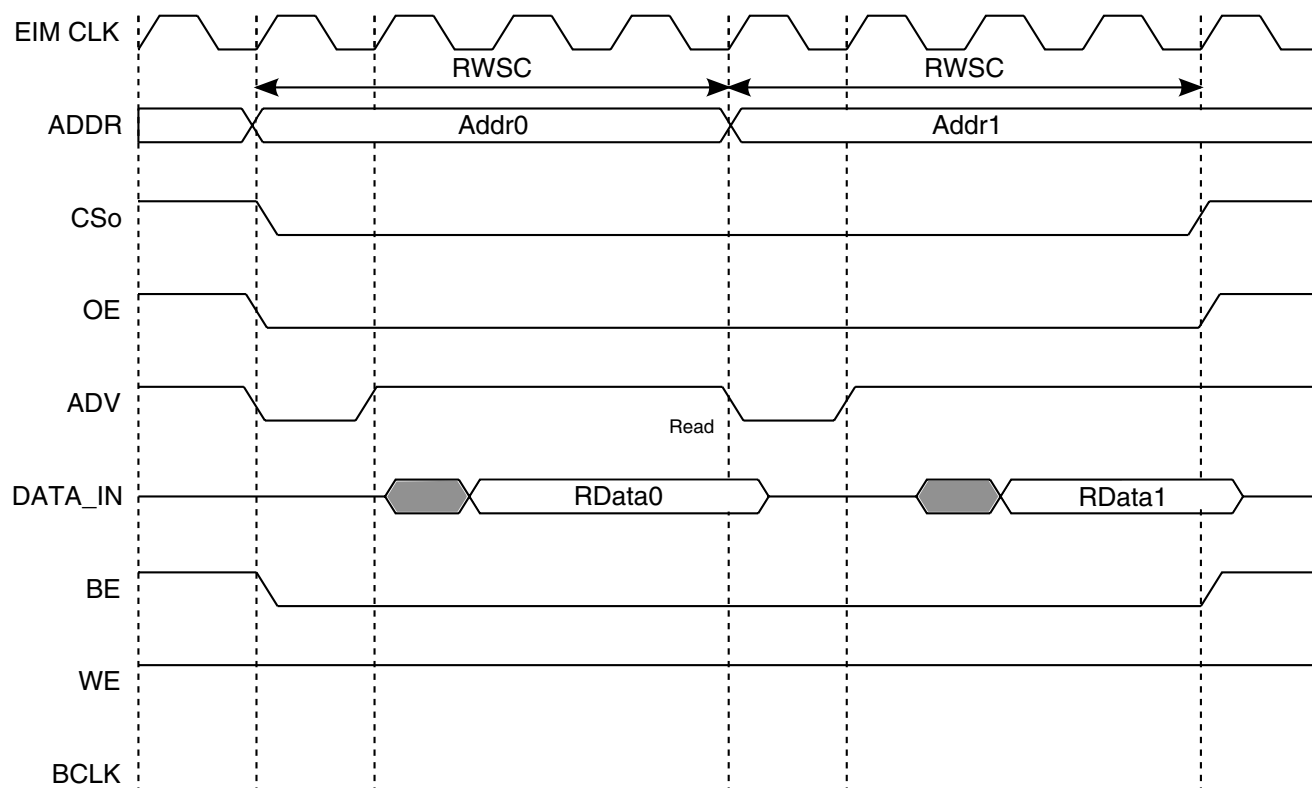 EIM CLK
RWSC RWSC
ADDR Addr0 Addr1
CSo
OE
ADV
Read
DATA_IN RData0 RData1
BE
WE
BCLK